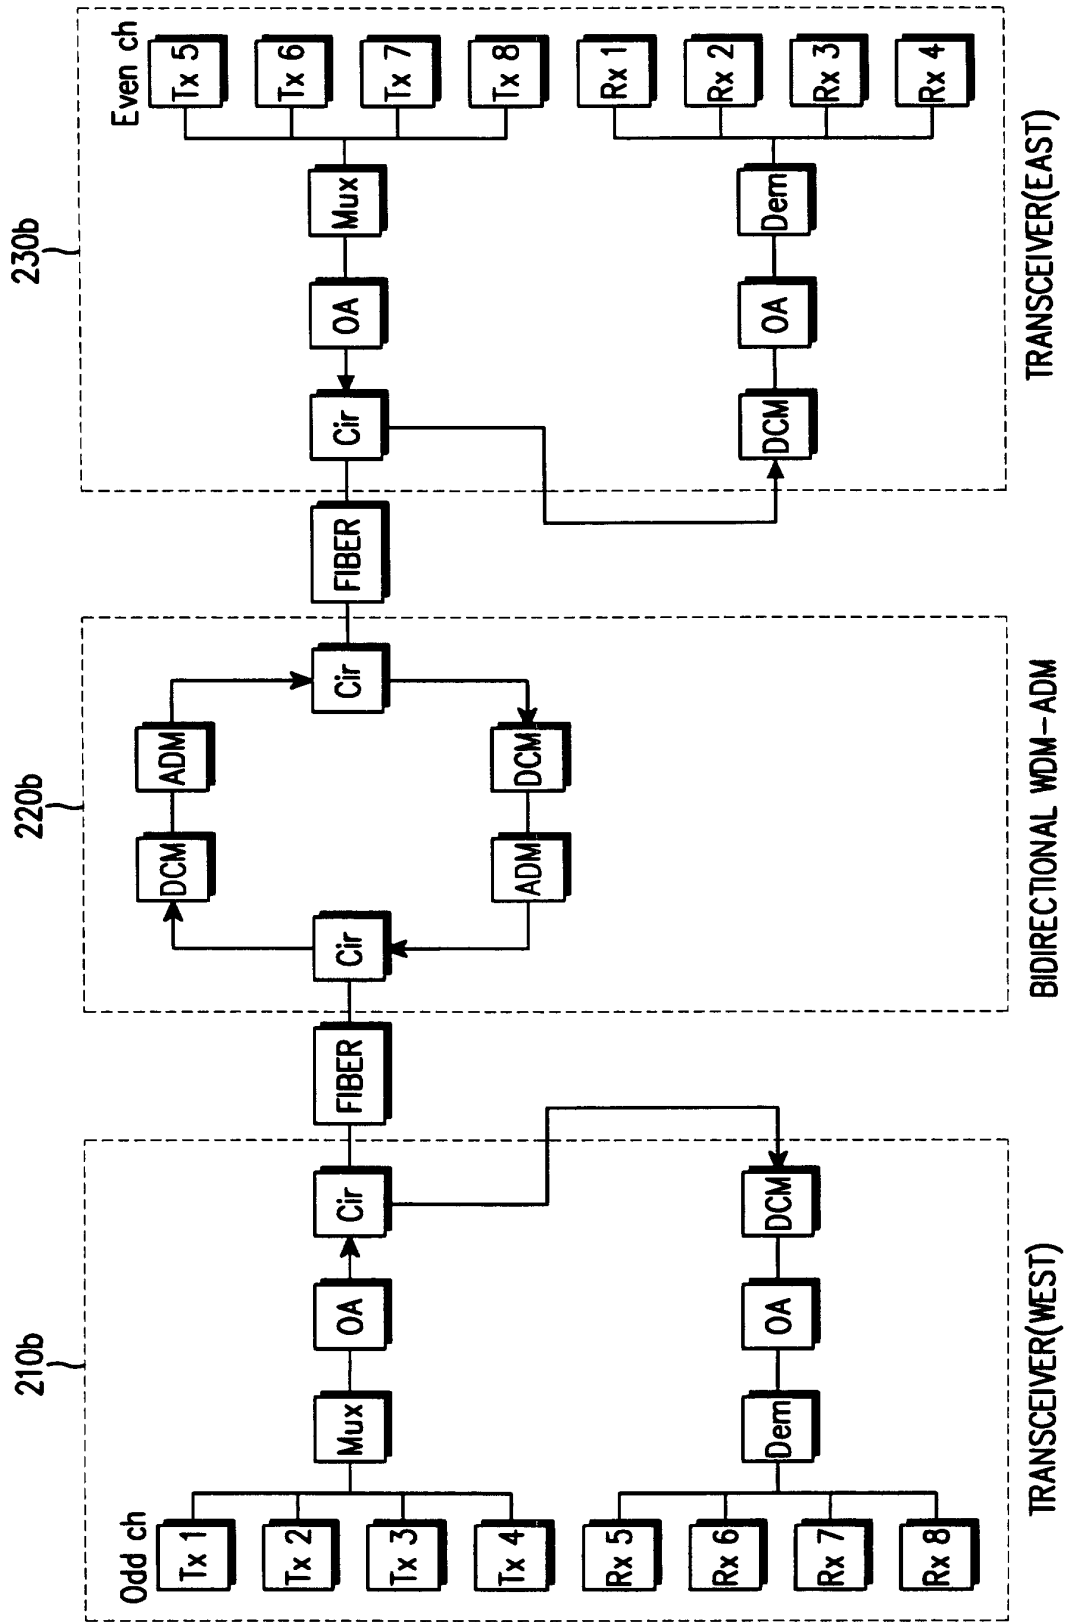 210b
220b
230b
Odd ch
Tx 1
Tx 2
Tx 3
Tx 4
Mux
OA
Cir
FIBER
Rx 5
Rx 6
Rx 7
Rx 8
Dem
OA
DCM
TRANSCEIVER(WEST)
Cir
DCM
ADM
Cir
ADM
DCM
BIDIRECTIONAL WDM-ADM
FIBER
Cir
OA
Mux
Even ch
Tx 5
Tx 6
Tx 7
Tx 8
DCM
OA
Dem
Rx 1
Rx 2
Rx 3
Rx 4
TRANSCEIVER(EAST)